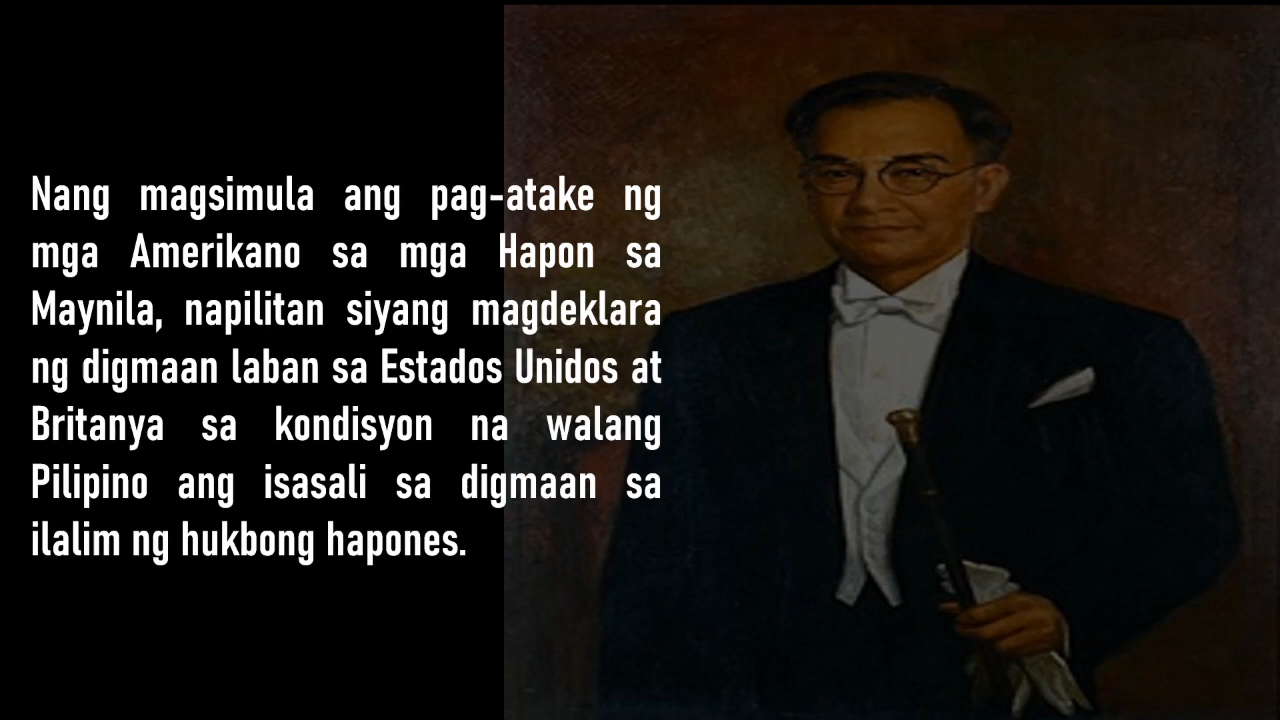 Nang magsimula ang pag-atake ng
mga Amerikano sa mga Hapon sa
Maynila, napilitan siyang magdeklara
ng digmaan laban sa Estados Unidos at
Britanya sa kondisyon na walang
Pilipino ang isasali sa digmaan sa
ilalim ng hukbong hapones.